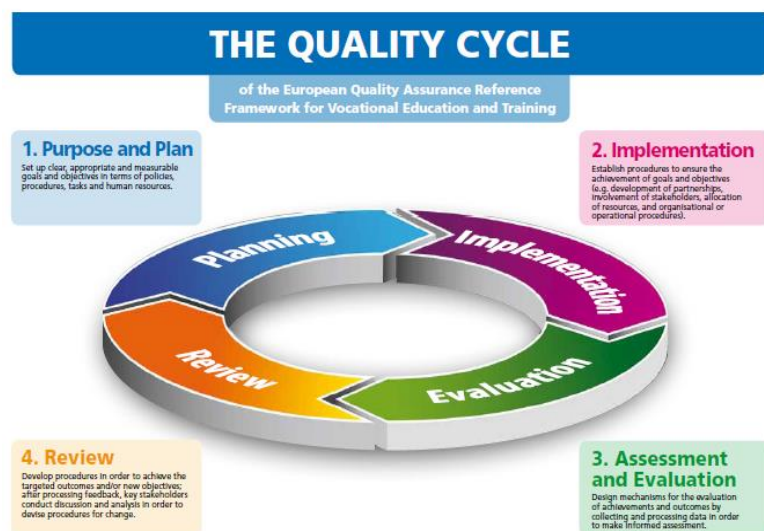 THE QUALITY CYCLE
of the European Quality Assurance Reference
Framework for Vocational Education and Training
1. Purpose and Plan
Set up clear, appropriate and measurable
goals and objectives in terms of policies,
procedures, tasks and human resources.
2. Implementation
Establish procedures to ensure the
achievement of goals and objectives
(e.g. development of partnerships,
involvement of stakeholders, allocation
of resources, and organisational or
operational procedures).
Planning
Implementation
Review
Evaluation
4. Review
Develop procedures in order to achieve the
targeted outcomes and/or new objectives;
after processing feedback, key stakeholders
conduct discussion and analysis in order to
devise procedures for change.
3. Assessment
and Evaluation
Design mechanisms for the evaluation
of achievements and outcomes by
collecting and processing data in order
to make informed assessment.